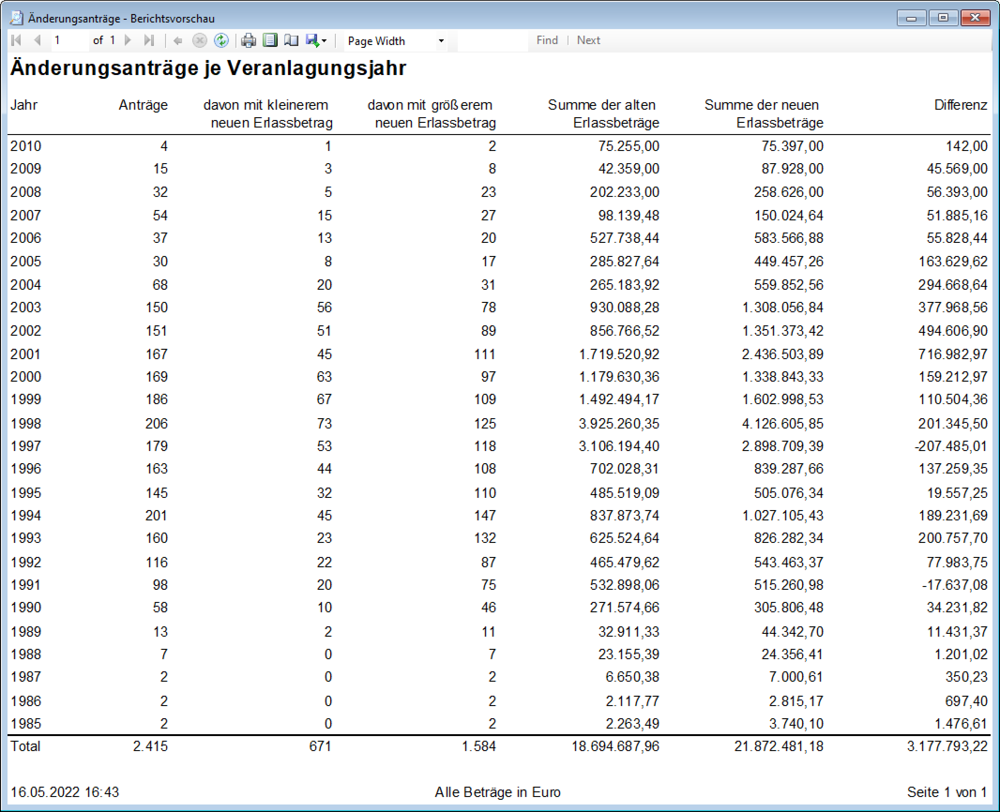 Änderungsanträge - Berichtsvorschau
1 of 1 Page Width Find | Next
Änderungsanträge je Veranlagungsjahr
Jahr Anträge davon mit kleinerem davon mit größerem Summe der alten Summe der neuen Differenz
neuen Erlassbetrag neuen Erlassbetrag Erlassbeträge Erlassbeträge
2010 4 1 2 75.255,00 75.397,00 142,00
2009 15 3 8 42.359,00 87.928,00 45.569,00
2008 32 5 23 202.233,00 258.626,00 56.393,00
2007 54 15 27 98.139,48 150.024,64 51.885,16
2006 37 13 20 527.738,44 583.566,88 55.828,44
2005 30 8 17 285.827,64 449.457,26 163.629,62
2004 68 20 31 265.183,92 559.852,56 294.668,64
2003 150 56 78 930.088,28 1.308.056,84 377.968,56
2002 151 51 89 856.766,52 1.351.373,42 494.606,90
2001 167 45 111 1.719.520,92 2.436.503,89 716.982,97
2000 169 63 97 1.179.630,36 1.338.843,33 159.212,97
1999 186 67 109 1.492.494,17 1.602.998,53 110.504,36
1998 206 73 125 3.925.260,35 4.126.605,85 201.345,50
1997 179 53 118 3.106.194,40 2.898.709,39 -207.485,01
1996 163 44 108 702.028,31 839.287,66 137.259,35
1995 145 32 110 485.519,09 505.076,34 19.557,25
1994 201 45 147 837.873,74 1.027.105,43 189.231,69
1993 160 23 132 625.524,64 826.282,34 200.757,70
1992 116 22 87 465.479,62 543.463,37 77.983,75
1991 98 20 75 532.898,06 515.260,98 -17.637,08
1990 58 10 46 271.574,66 305.806,48 34.231,82
1989 13 2 11 32.911,33 44.342,70 11.431,37
1988 7 0 7 23.155,39 24.356,41 1.201,02
1987 2 0 2 6.650,38 7.000,61 350,23
1986 2 0 2 2.117,77 2.815,17 697,40
1985 2 0 2 2.263,49 3.740,10 1.476,61
Total 2.415 671 1.584 18.694.687,96 21.872.481,18 3.177.793,22
16.05.2022 16:43 Alle Beträge in Euro Seite 1 von 1